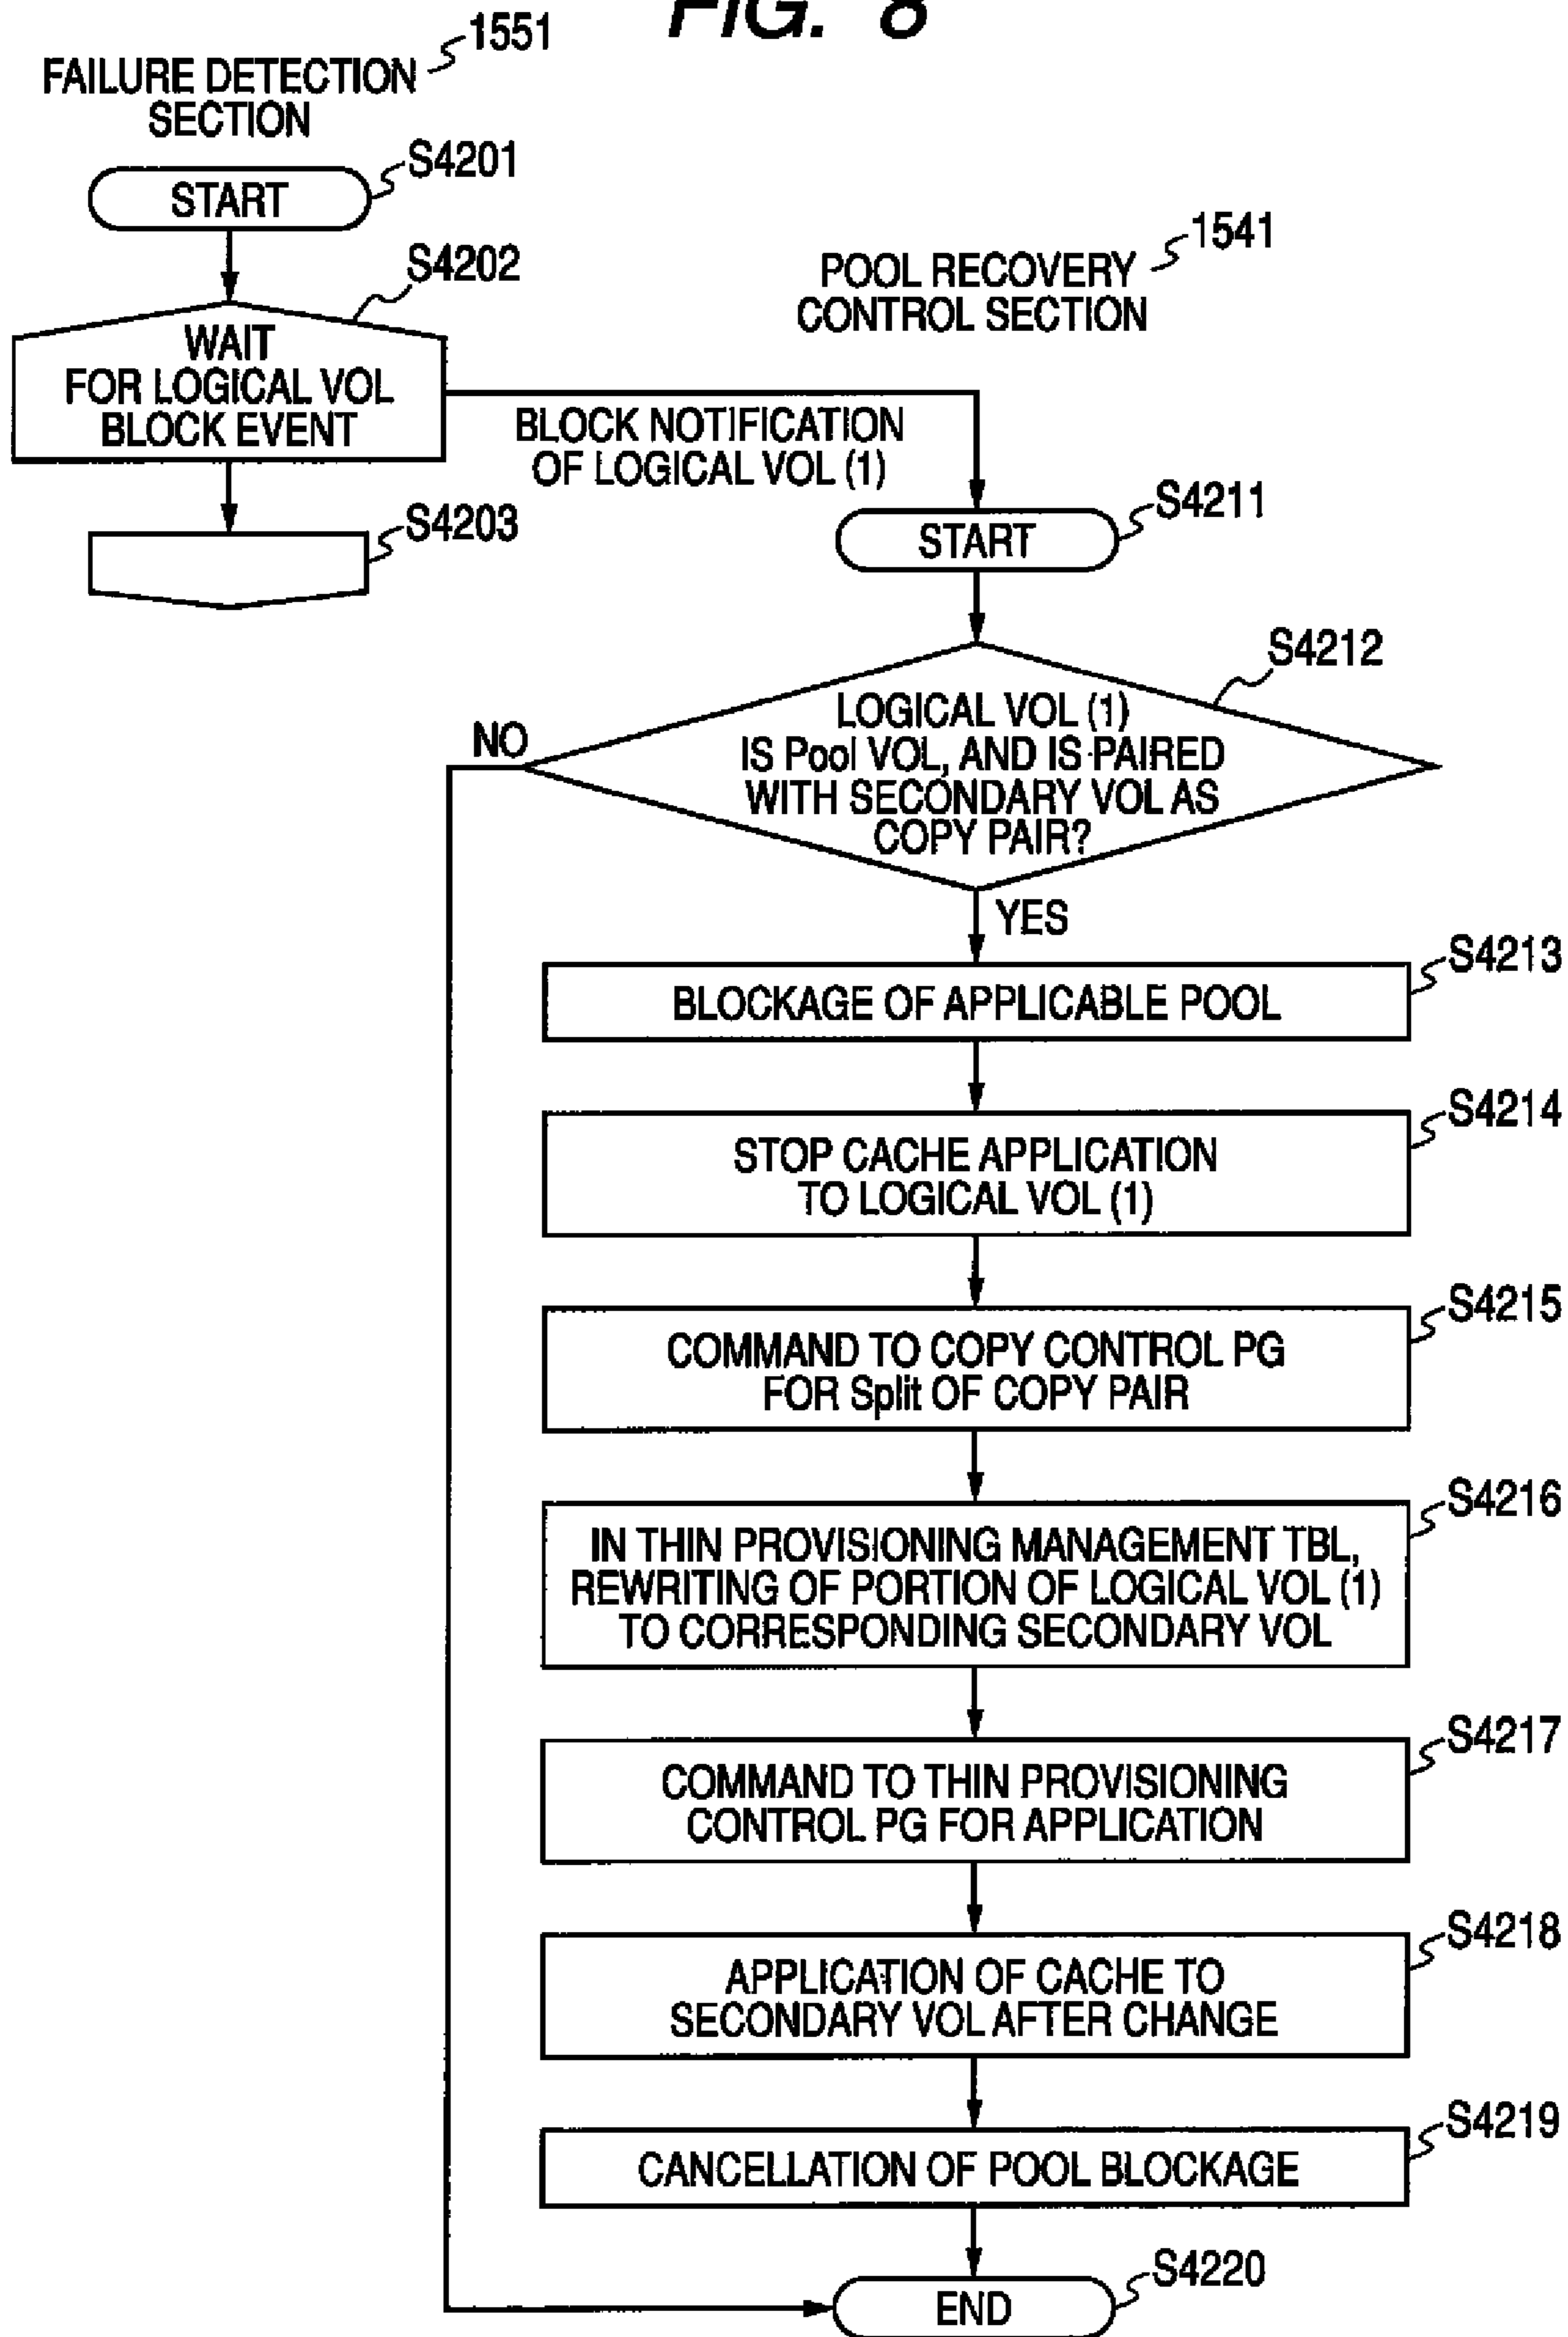 FIG. 8
1551
FAILURE DETECTION
SECTION
S4201
START
S4202
WAIT
FOR LOGICAL VOL
BLOCK EVENT
S4203
1541
POOL RECOVERY
CONTROL SECTION
BLOCK NOTIFICATION
OF LOGICAL VOL (1)
S4211
START
S4212
LOGICAL VOL (1)
IS Pool VOL, AND IS PAIRED
WITH SECONDARY VOL AS
COPY PAIR?
NO
YES
S4213
BLOCKAGE OF APPLICABLE POOL
S4214
STOP CACHE APPLICATION
TO LOGICAL VOL (1)
S4215
COMMAND TO COPY CONTROL PG
FOR Split OF COPY PAIR
S4216
IN THIN PROVISIONING MANAGEMENT TBL,
REWRITING OF PORTION OF LOGICAL VOL (1)
TO CORRESPONDING SECONDARY VOL
S4217
COMMAND TO THIN PROVISIONING
CONTROL PG FOR APPLICATION
S4218
APPLICATION OF CACHE TO
SECONDARY VOL AFTER CHANGE
S4219
CANCELLATION OF POOL BLOCKAGE
S4220
END